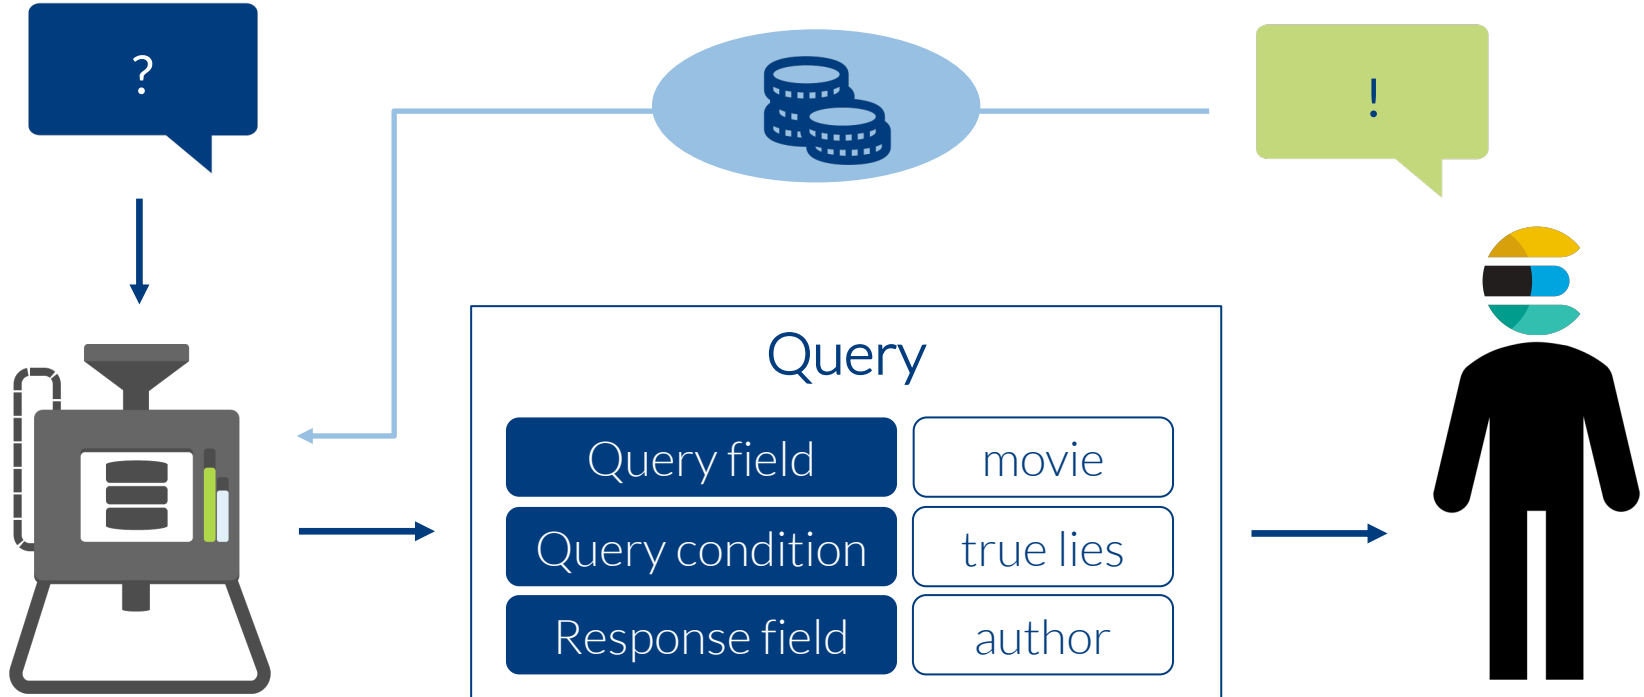 ?
!
Query
Query field movie
Query condition true lies
Response field author